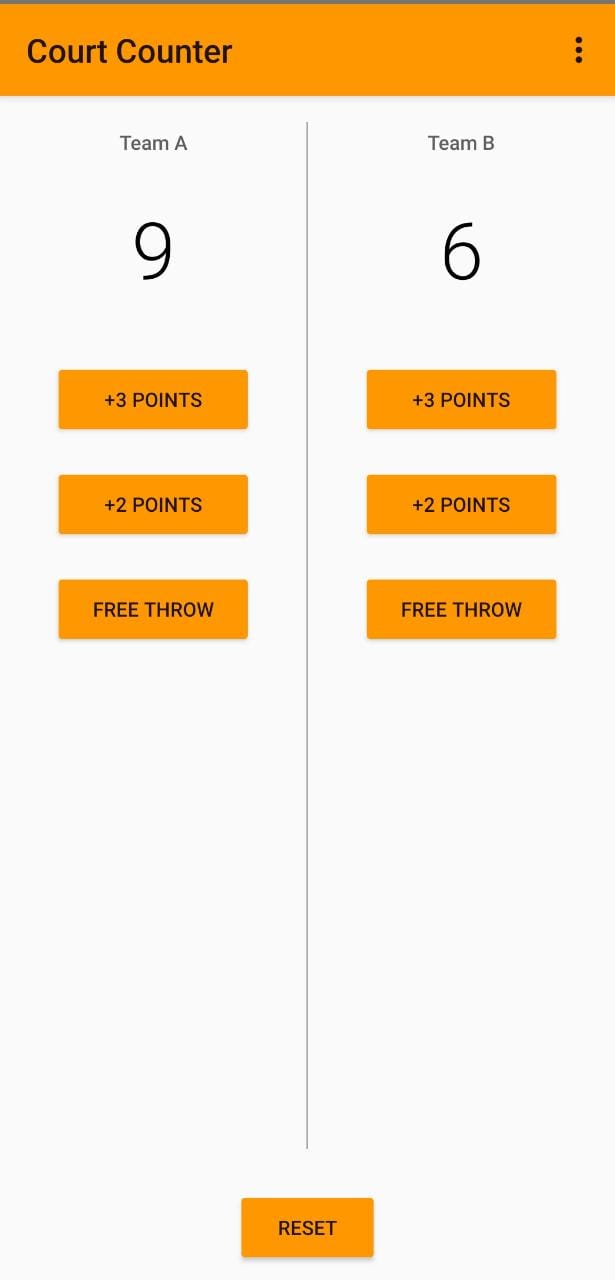 Court Counter
Team A
Team B
9
6
+3 POINTS
+3 POINTS
+2 POINTS
+2 POINTS
FREE THROW
FREE THROW
RESET